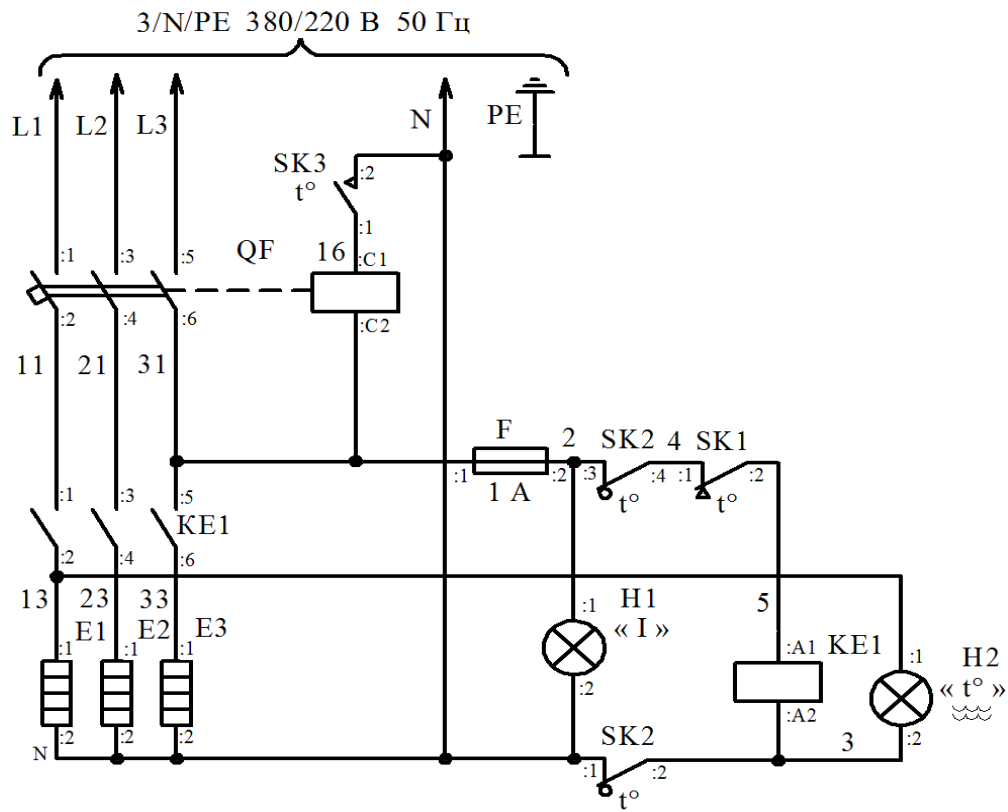 3/N/PE 380/220 В 50 Гц
L1 L2 L3 N PE
SK3 :2
t°
:1
:1 :3 :5 QF 16 :C1
:2 :4 :6 :C2
11 21 31
F 2 SK2 4 SK1
:1 :2 :3 :4 :1 :2
1 А t° t°
:1 :3 :5
КЕ1
:2 :4 :6
13 23 33 5
E1 E2 E3 :1 H1
« I »
:1 :1 :1 :A1 KE1 :1 H2
« t° »
:2 :A2
:2 :2 :2 SK2 3 :2
N :1 :2
t°